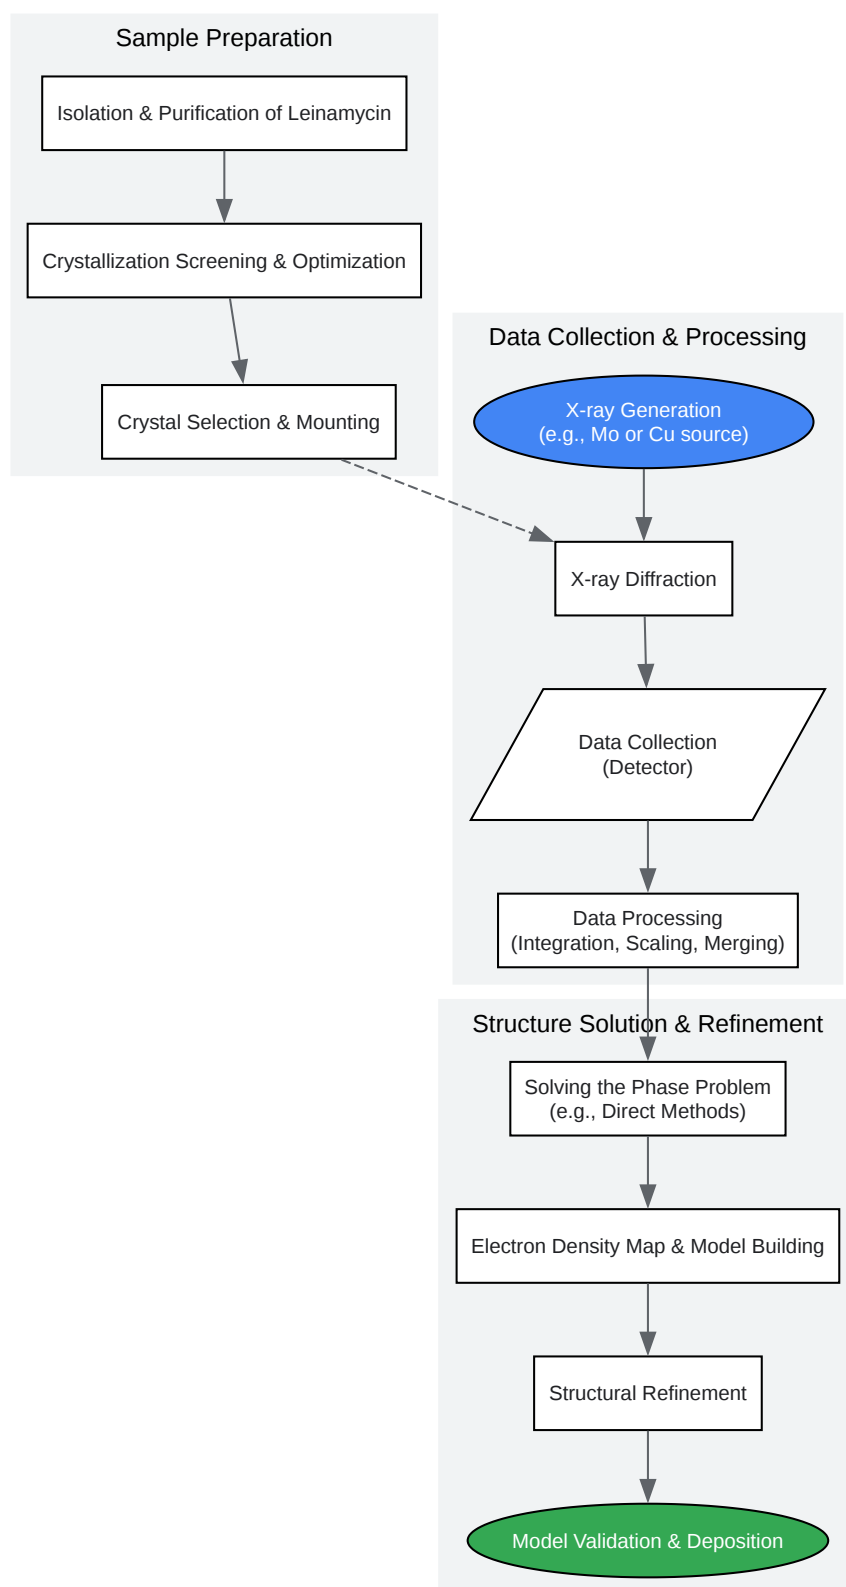 Sample Preparation
Isolation & Purification of Leinamycin
Crystallization Screening & Optimization
Crystal Selection & Mounting
Data Collection & Processing
X-ray Generation
(e.g., Mo or Cu source)
X-ray Diffraction
Data Collection
(Detector)
Data Processing
(Integration, Scaling, Merging)
Structure Solution & Refinement
Solving the Phase Problem
(e.g., Direct Methods)
Electron Density Map & Model Building
Structural Refinement
Model Validation & Deposition